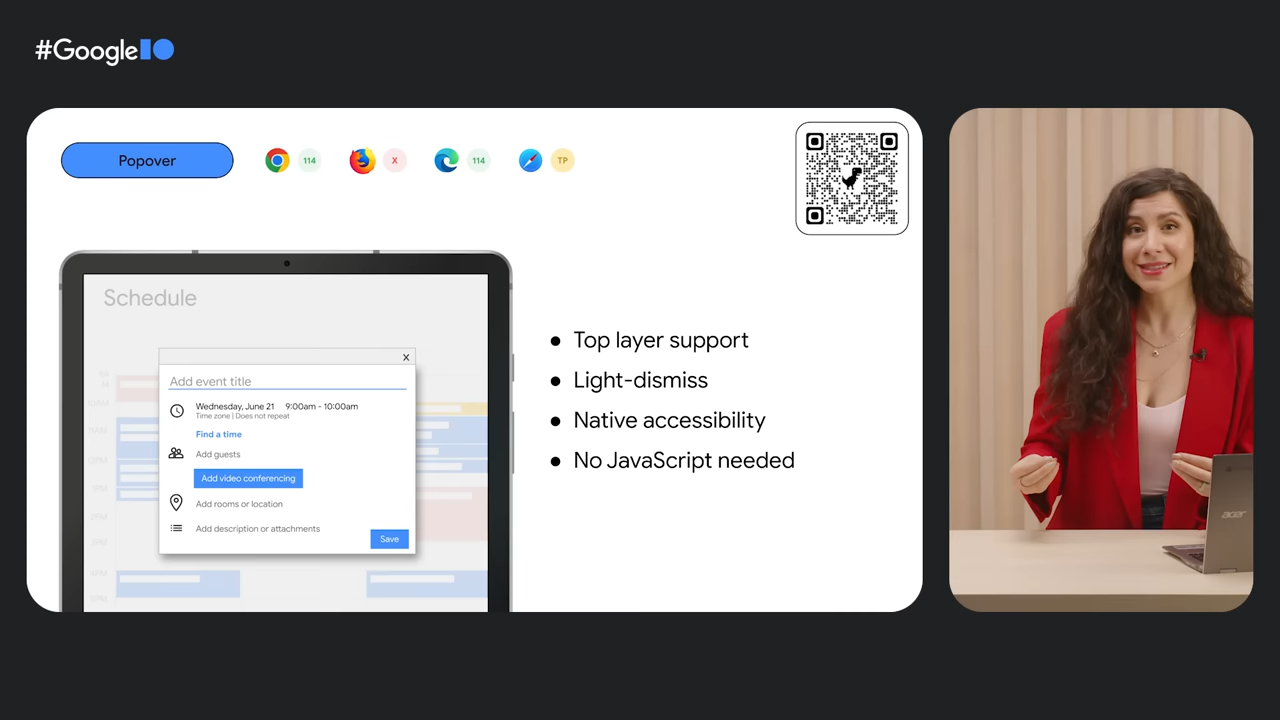 #Google IO
Popover
114
X
114
TP
Schedule
X
Add event title
Wednesday, June 21 9:00am - 10:00am
Time zone | Does not repeat
Find a time
Add guests
Add video conferencing
Add rooms or location
Add description or attachments
Save
● Top layer support
● Light-dismiss
● Native accessibility
● No JavaScript needed
acer